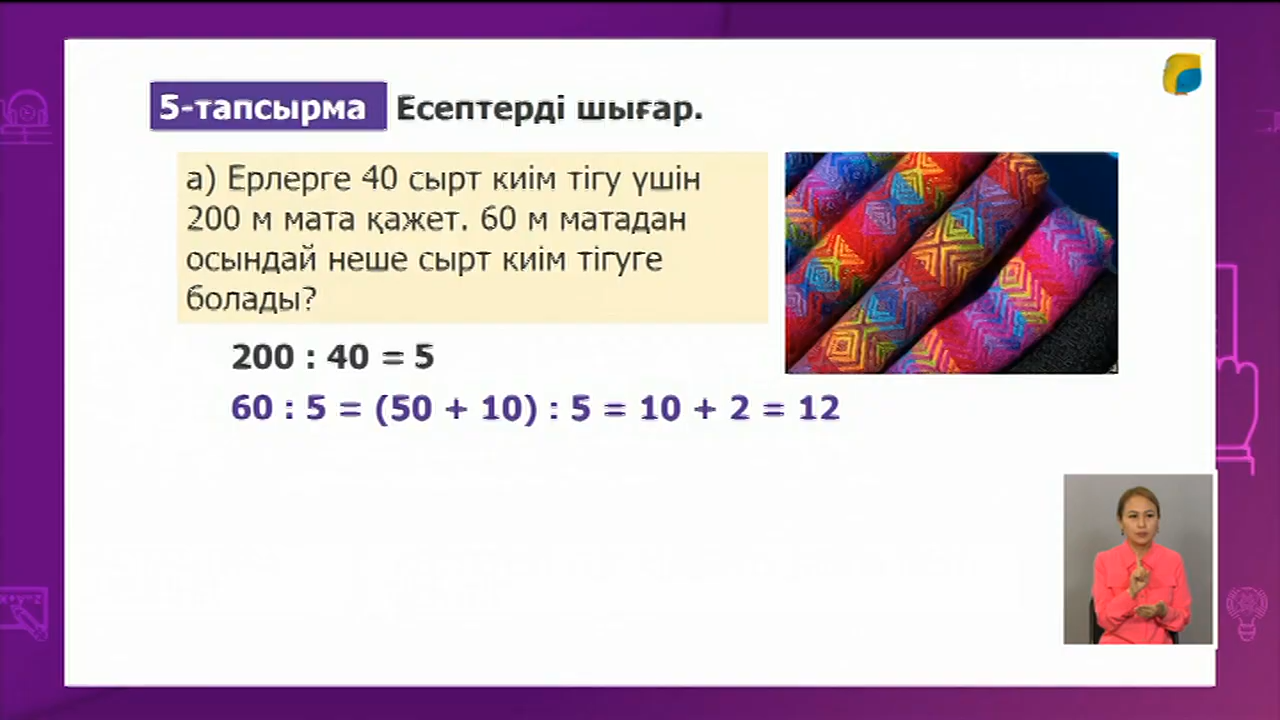 5-тапсырма Есептерді шығар.
а) Ерлерге 40 сырт киім тігу үшін
200 м мата қажет. 60 м матадан
осындай неше сырт киім тігуге
болады?
200 : 40 = 5
60 : 5 = (50 + 10) : 5 = 10 + 2 = 12
x+y=z